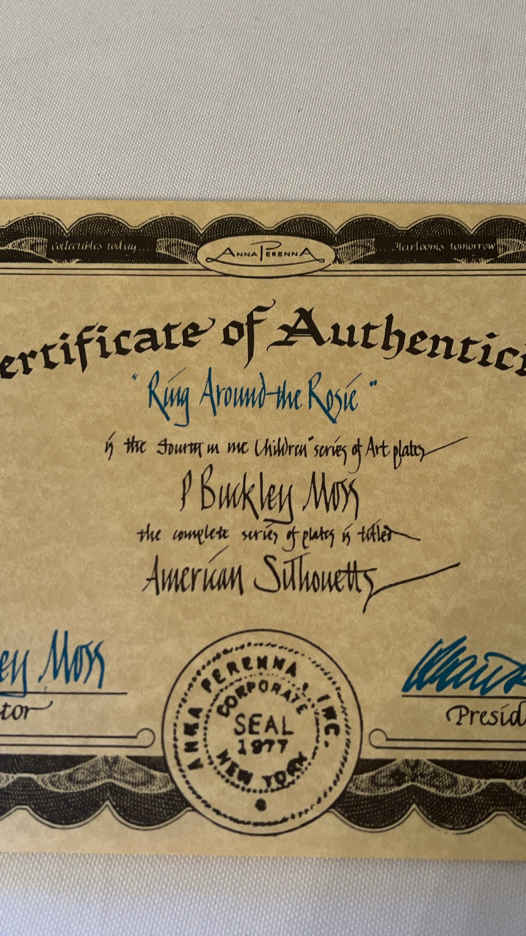 Collectibles today... AnnA PerennA ...Heirlooms tomorrow
ertificate of Authentici
"Ring Around-the Rosie"
is the Fourth in the Children" series of Art plates
P Buckley Moss
the complete series of plates is titled
American Silhouettes
ey Moss
tor
Presid
ANNA PERENNA, INC.
CORPORATE
SEAL
1977
NEW YORK